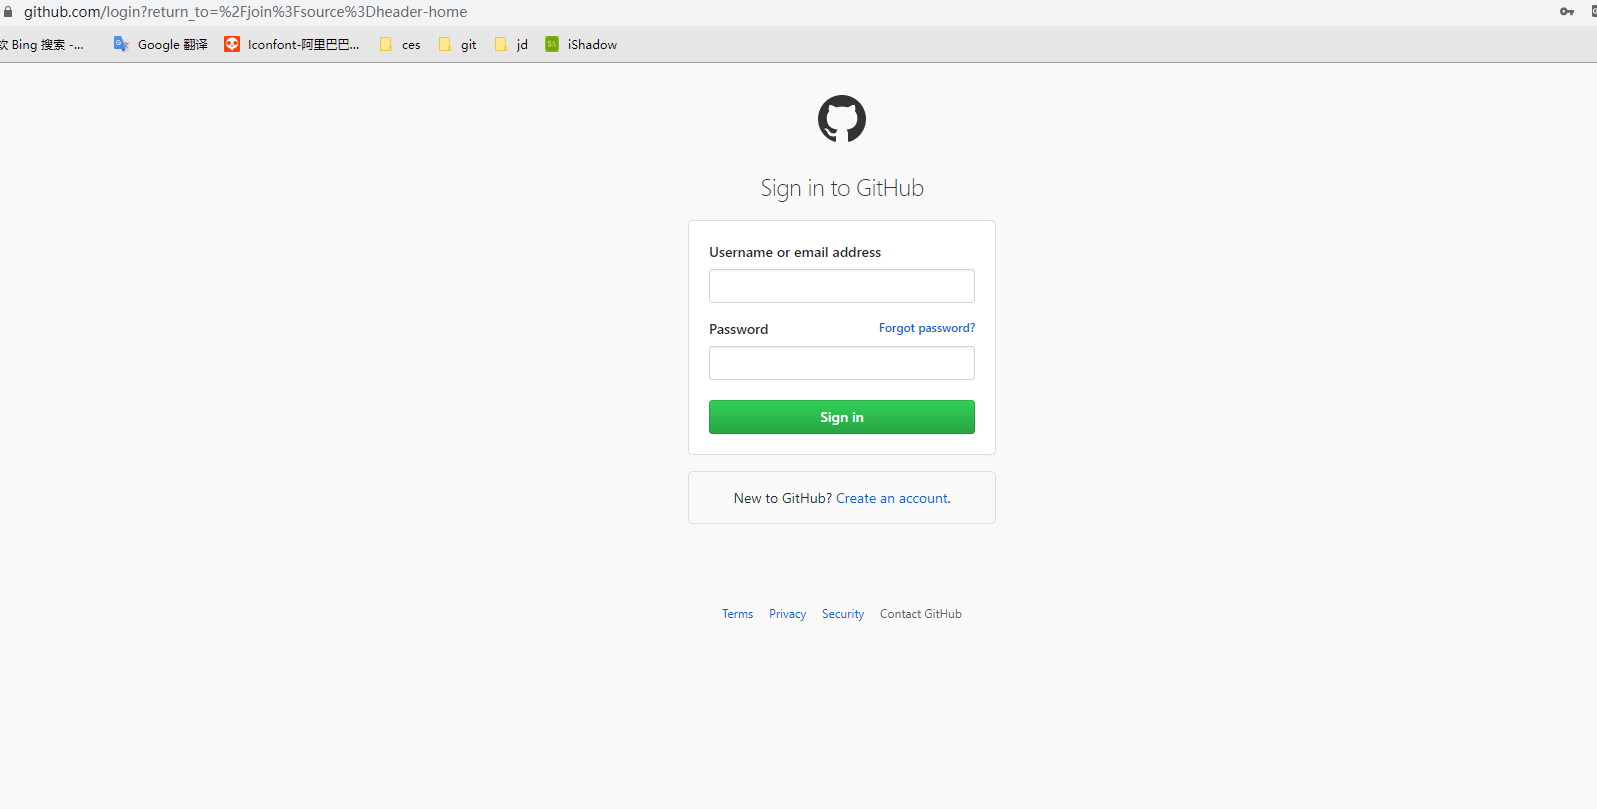 github.com/login?return_to=%2Fjoin%3Fsource%3Dheader-home
Bing 搜索 -... Google 翻译 Iconfont-阿里巴巴... ces git jd iShadow
Sign in to GitHub
Username or email address
Password Forgot password?
Sign in
New to GitHub? Create an account.
Terms Privacy Security Contact GitHub